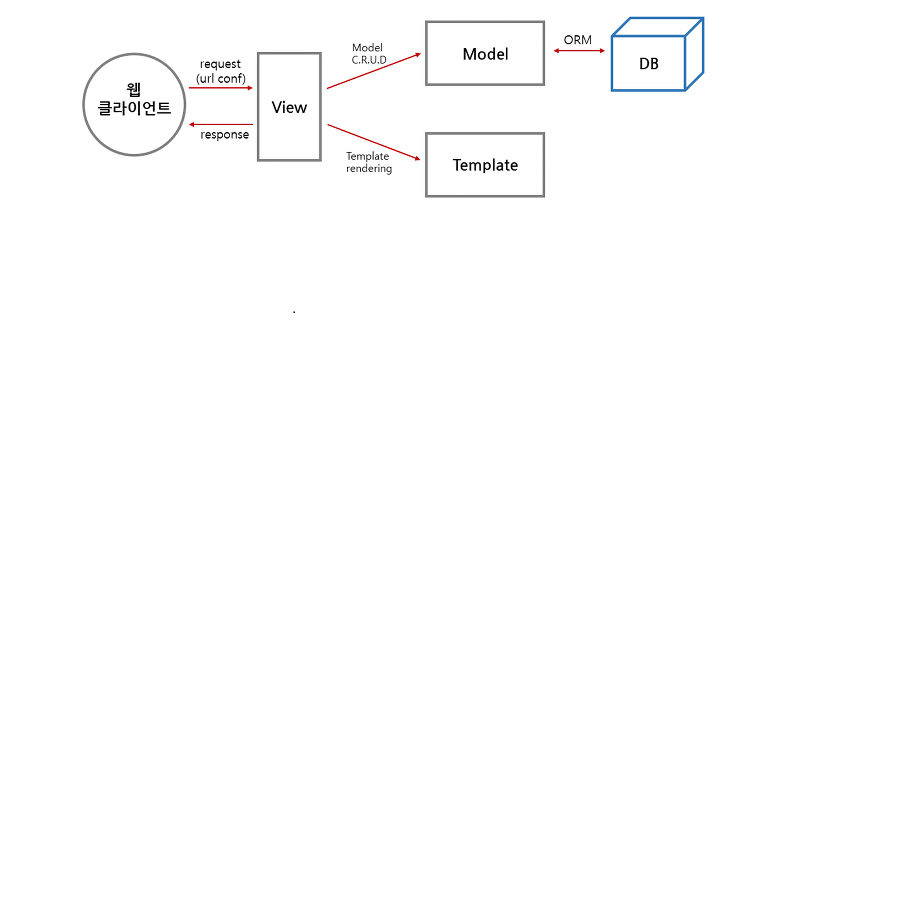 웹
클라이언트
request
(url conf)
response
View
Model
C.R.U.D
Template
rendering
Model
Template
ORM
DB
.